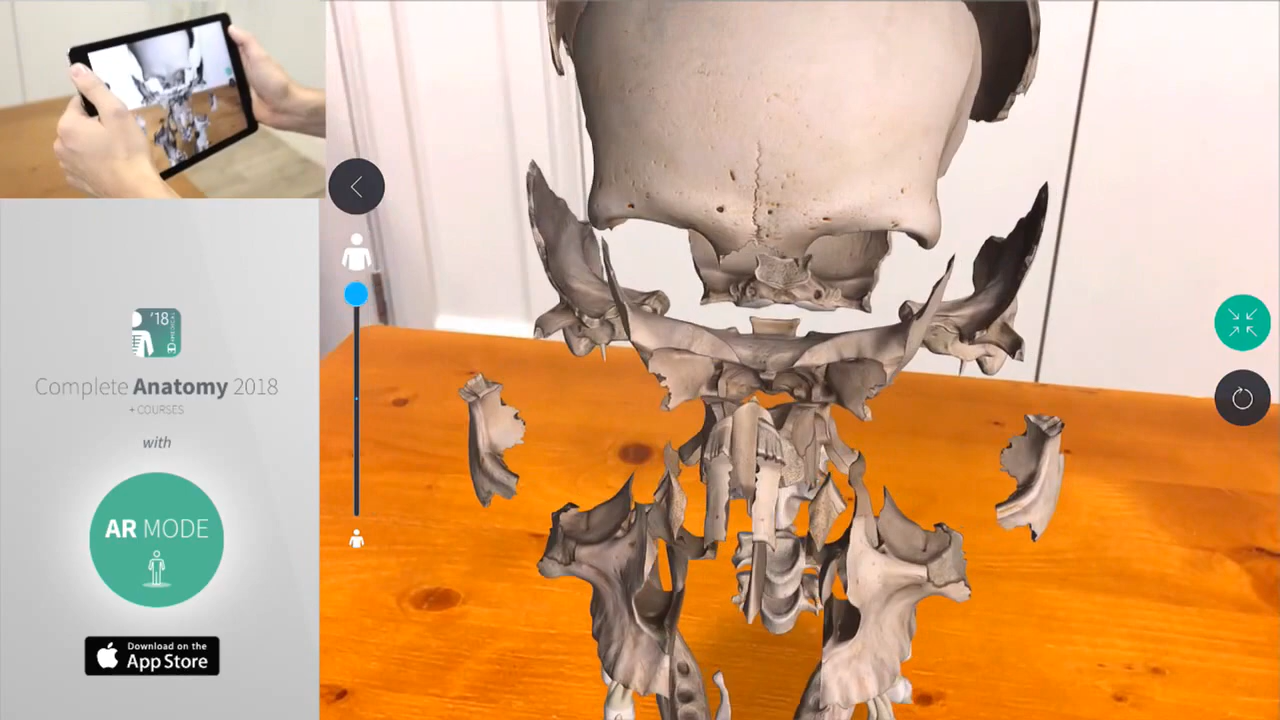 '18
Complete Anatomy 2018
+ COURSES
with
AR MODE
Download on the
App Store